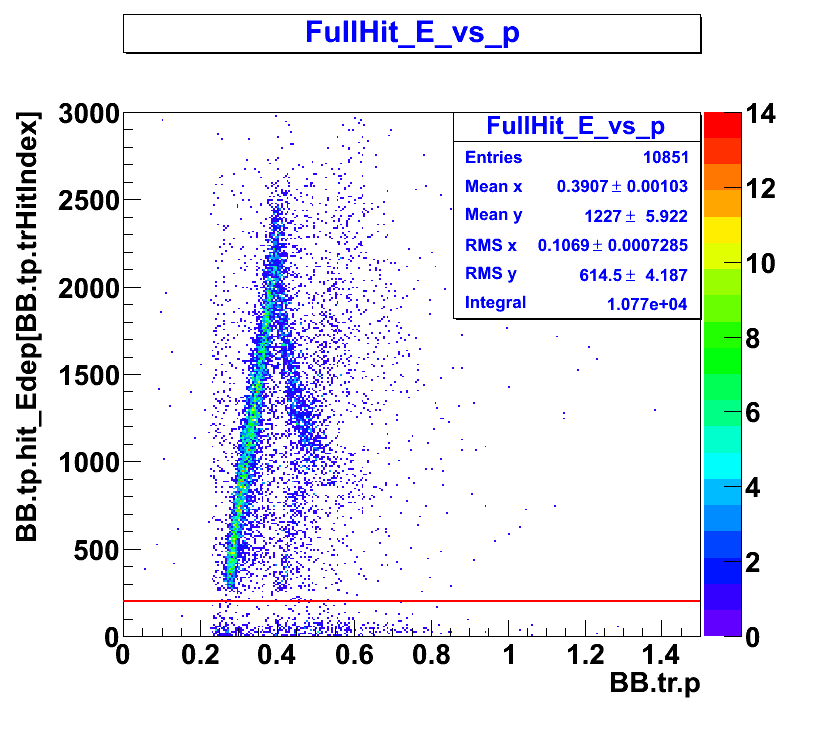 FullHit_E_vs_p
FullHit_E_vs_p
Entries 10851
Mean x 0.3907 ± 0.00103
Mean y 1227 ± 5.922
RMS x 0.1069 ± 0.0007285
RMS y 614.5 ± 4.187
Integral 1.077e+04
BB.tp.hit_Edep[BB.tp.trHitIndex]
3000
2500
2000
1500
1000
500
0
0 0.2 0.4 0.6 0.8 1 1.2 1.4
BB.tr.p
14
12
10
8
6
4
2
0